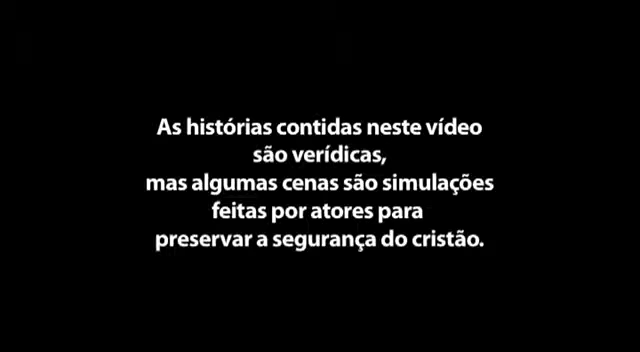 As histórias contidas neste vídeo
são verídicas,
mas algumas cenas são simulações
feitas por atores para
preservar a segurança do cristão.